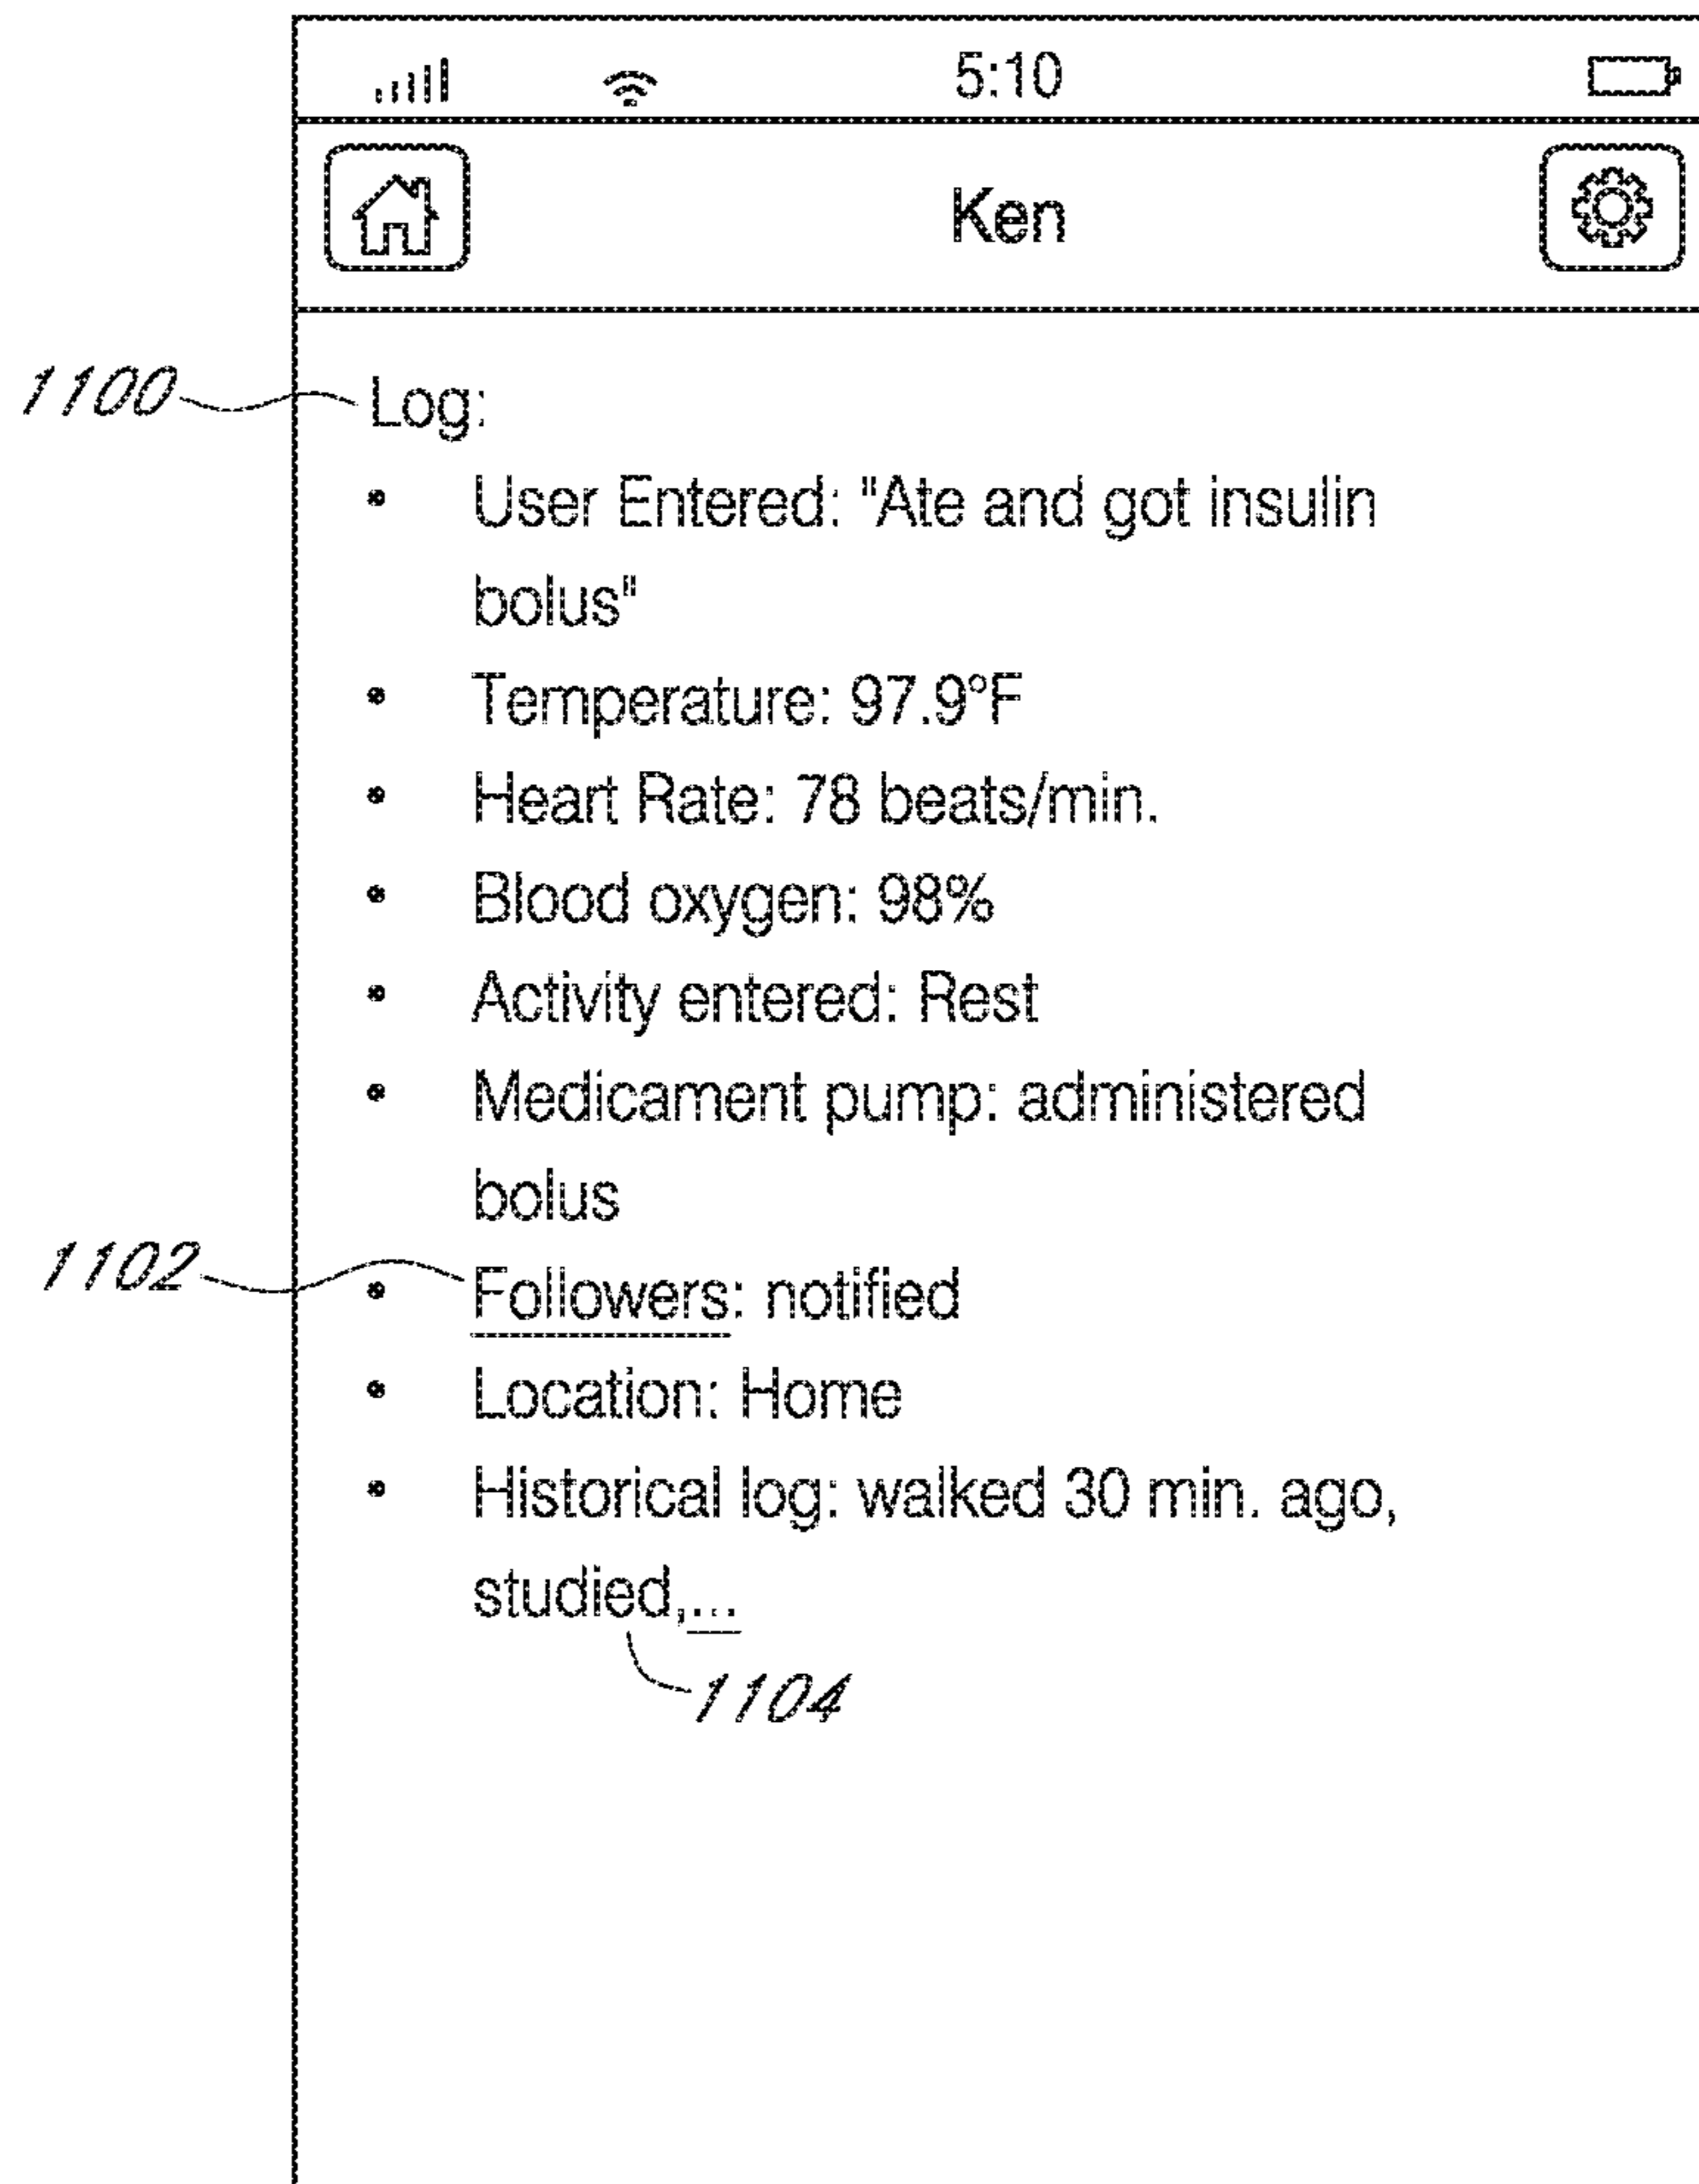 5:10
Ken
1100
Log:
• User Entered: "Ate and got insulin
bolus"
• Temperature: 97.9°F
• Heart Rate: 78 beats/min.
• Blood oxygen: 98%
• Activity entered: Rest
• Medicament pump: administered
bolus
1102
• Followers: notified
• Location: Home
• Historical log: walked 30 min. ago,
studied,...
1104